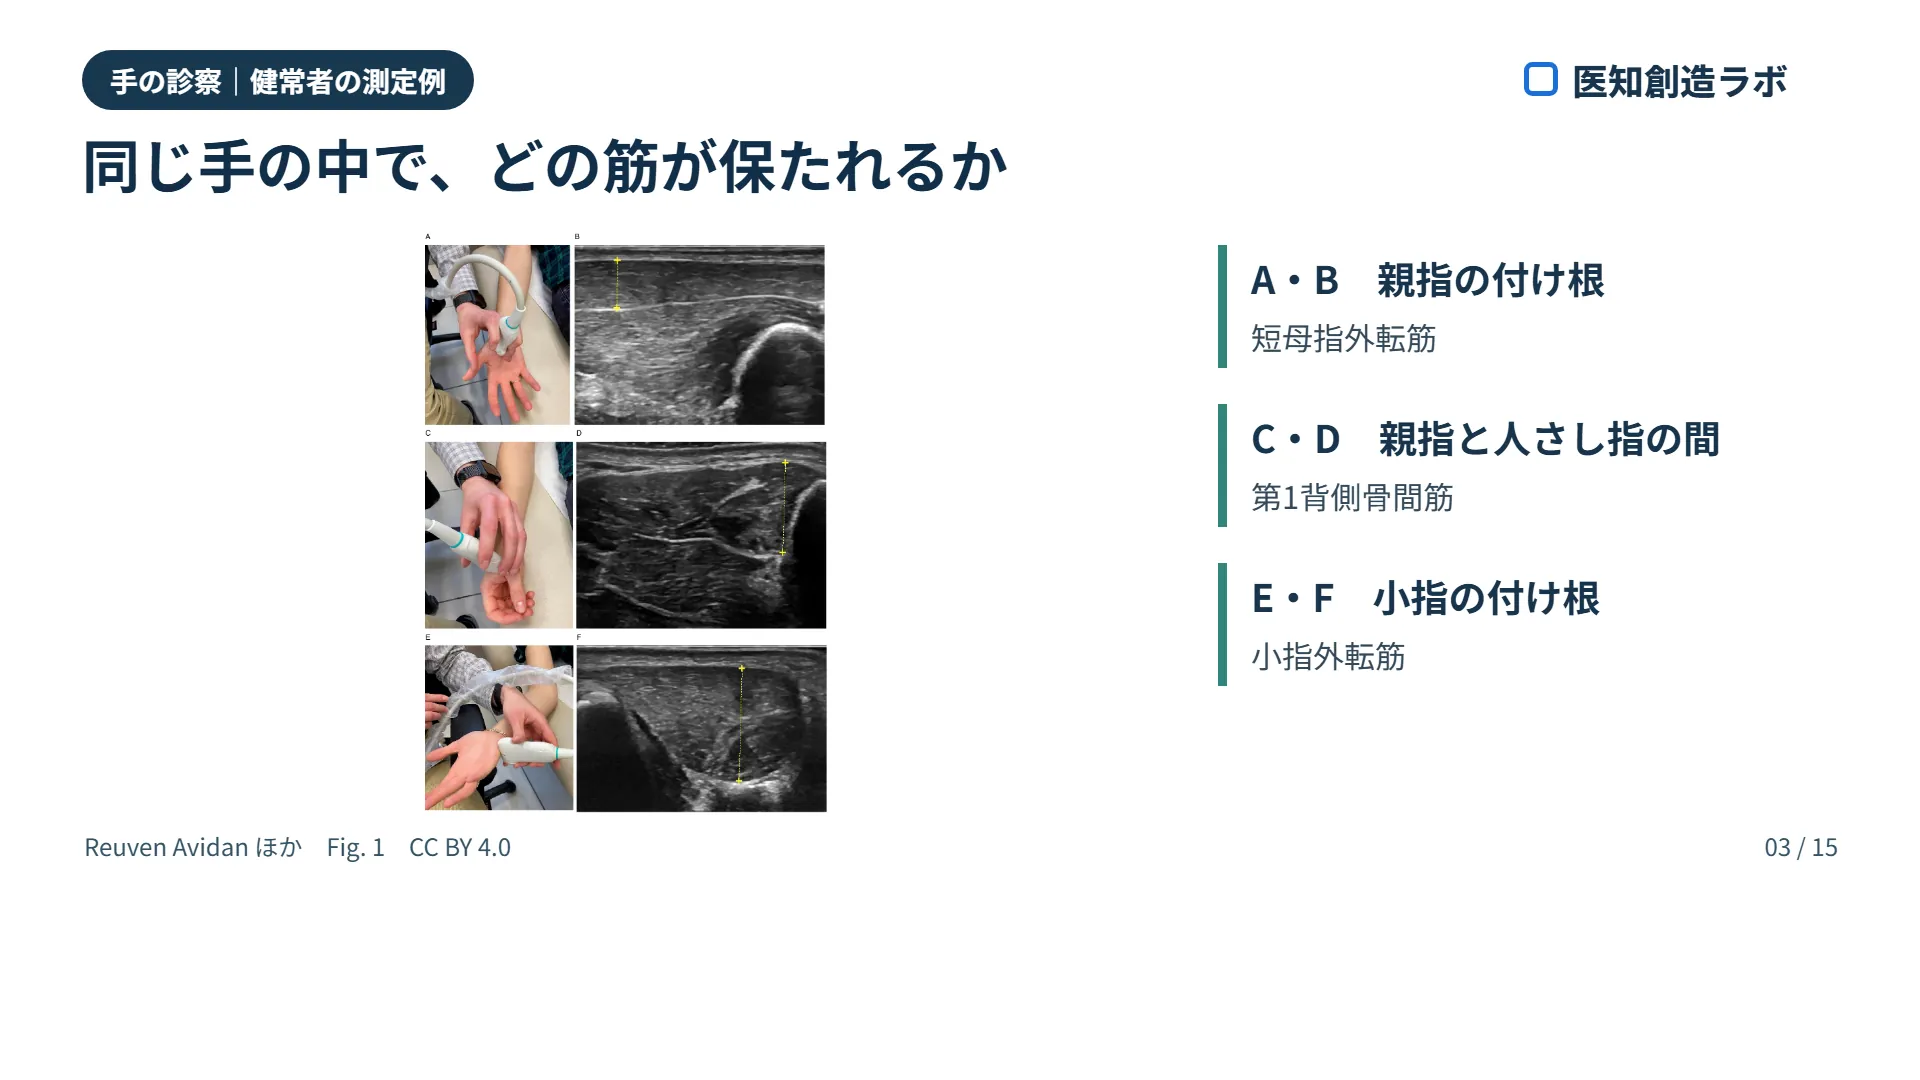 手の診察｜健常者の測定例
医知創造ラボ
同じ手の中で、どの筋が保たれるか
A
B
C
D
E
F
A・B　親指の付け根
短母指外転筋
C・D　親指と人さし指の間
第1背側骨間筋
E・F　小指の付け根
小指外転筋
Reuven Avidan ほか　Fig. 1　CC BY 4.0
03 / 15